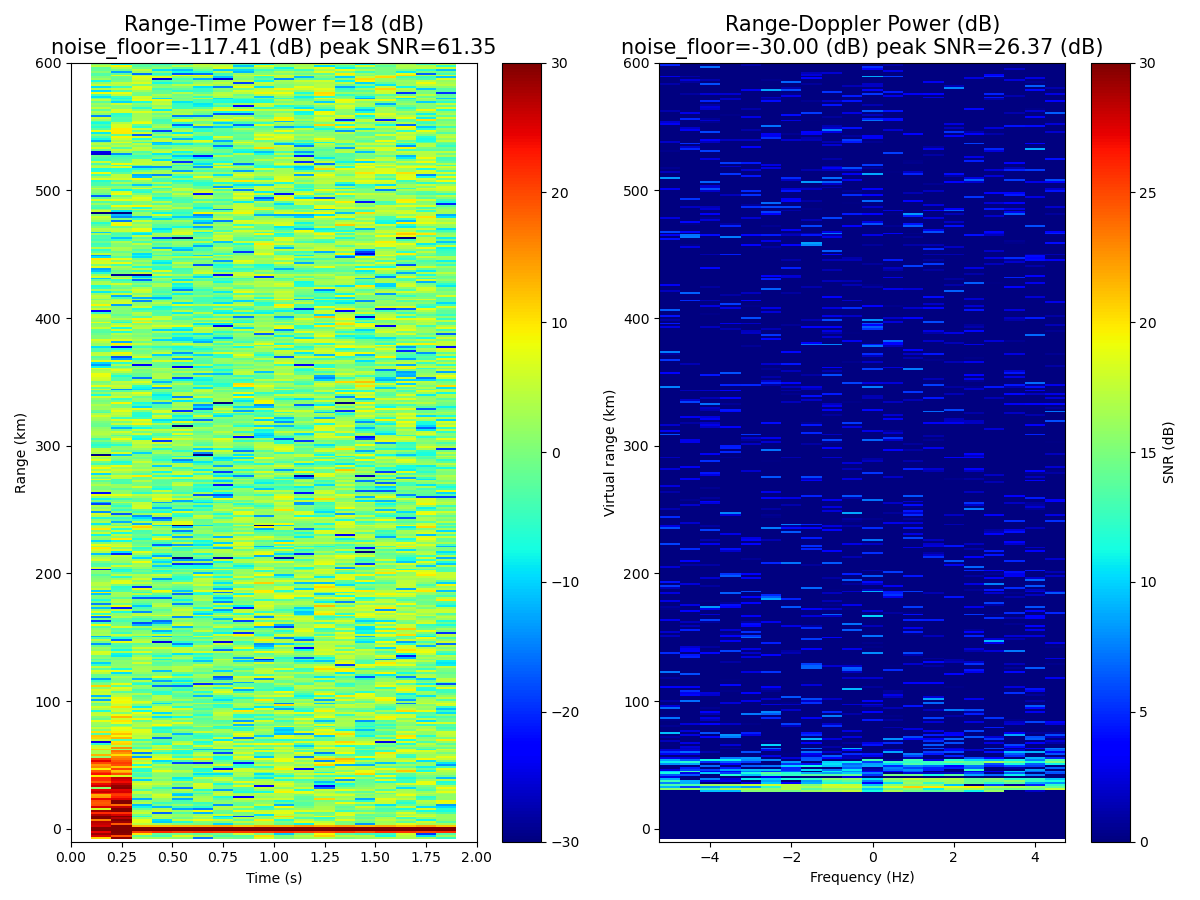 Range-Time Power f=18 (dB)
noise_floor=-117.41 (dB) peak SNR=61.35
Range (km)
600
500
400
300
200
100
0
0.00 0.25 0.50 0.75 1.00 1.25 1.50 1.75 2.00
Time (s)
30
20
10
0
−10
−20
−30
Range-Doppler Power (dB)
noise_floor=-30.00 (dB) peak SNR=26.37 (dB)
Virtual range (km)
600
500
400
300
200
100
0
−4 −2 0 2 4
Frequency (Hz)
30
25
20
15
10
5
0
SNR (dB)